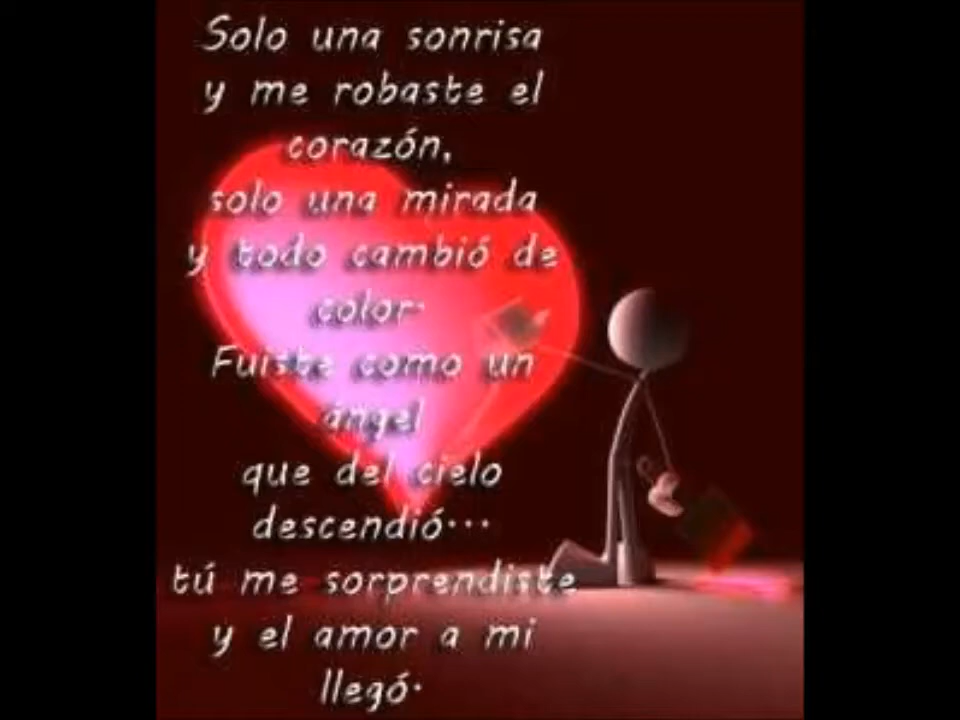 Solo una sonrisa
y me robaste el
corazón,
solo una mirada
y todo cambió de
color.
Fuiste como un
ángel
que del cielo
descendió...
tú me sorprendiste
y el amor a mi
llegó.